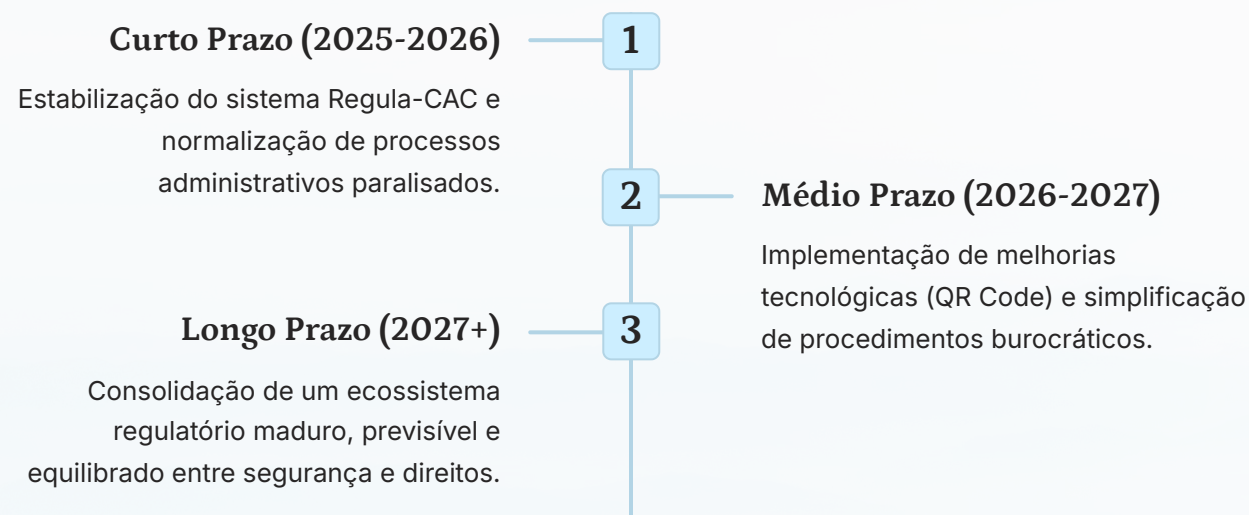 Curto Prazo (2025-2026)
1
Estabilização do sistema Regula-CAC e
normalização de processos
administrativos paralisados.
2
Médio Prazo (2026-2027)
Implementação de melhorias
tecnológicas (QR Code) e simplificação
de procedimentos burocráticos.
Longo Prazo (2027+)
3
Consolidação de um ecossistema
regulatório maduro, previsível e
equilibrado entre segurança e direitos.